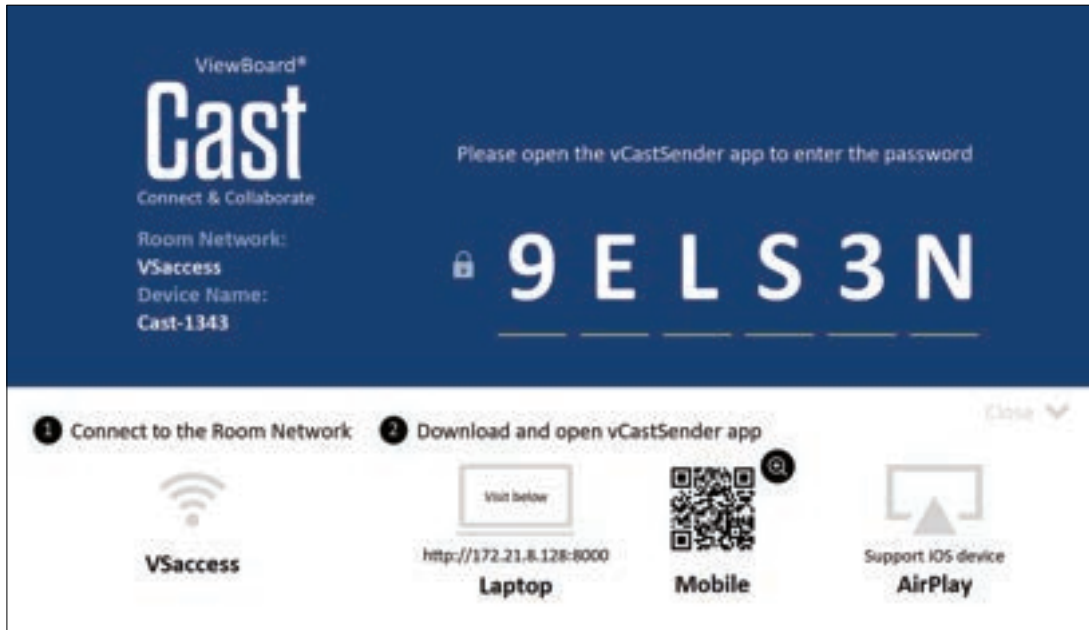 ViewBoard®
Cast
Connect & Collaborate
Room Network:
VSaccess
Device Name:
Cast-1343
Please open the vCastSender app to enter the password
9 E L S 3 N
Close
1 Connect to the Room Network
VSaccess
2 Download and open vCastSender app
Visit below
http://172.21.8.128:8000
Laptop
Mobile
Support iOS device
AirPlay